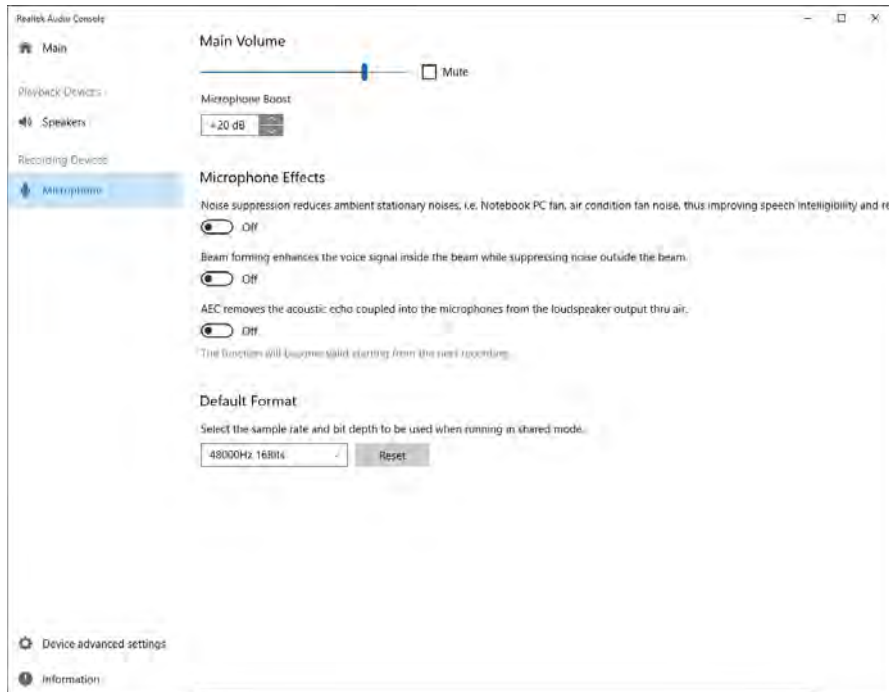 Realtek Audio Console
Main
Playback Devices
Speakers
Recording Devices
Microphone
Device advanced settings
Information
Main Volume
Mute
Microphone Boost
+20 dB
Microphone Effects
Noise suppression reduces ambient stationary noises, i.e. Notebook PC fan, air condition fan noise, thus improving speech intelligibility and re
Off
Beam forming enhances the voice signal inside the beam while suppressing noise outside the beam.
Off
AEC removes the acoustic echo coupled into the microphones from the loudspeaker output thru air.
Off
The function will become valid starting from the next recording.
Default Format
Select the sample rate and bit depth to be used when running in shared mode.
48000Hz 16Bits
Reset